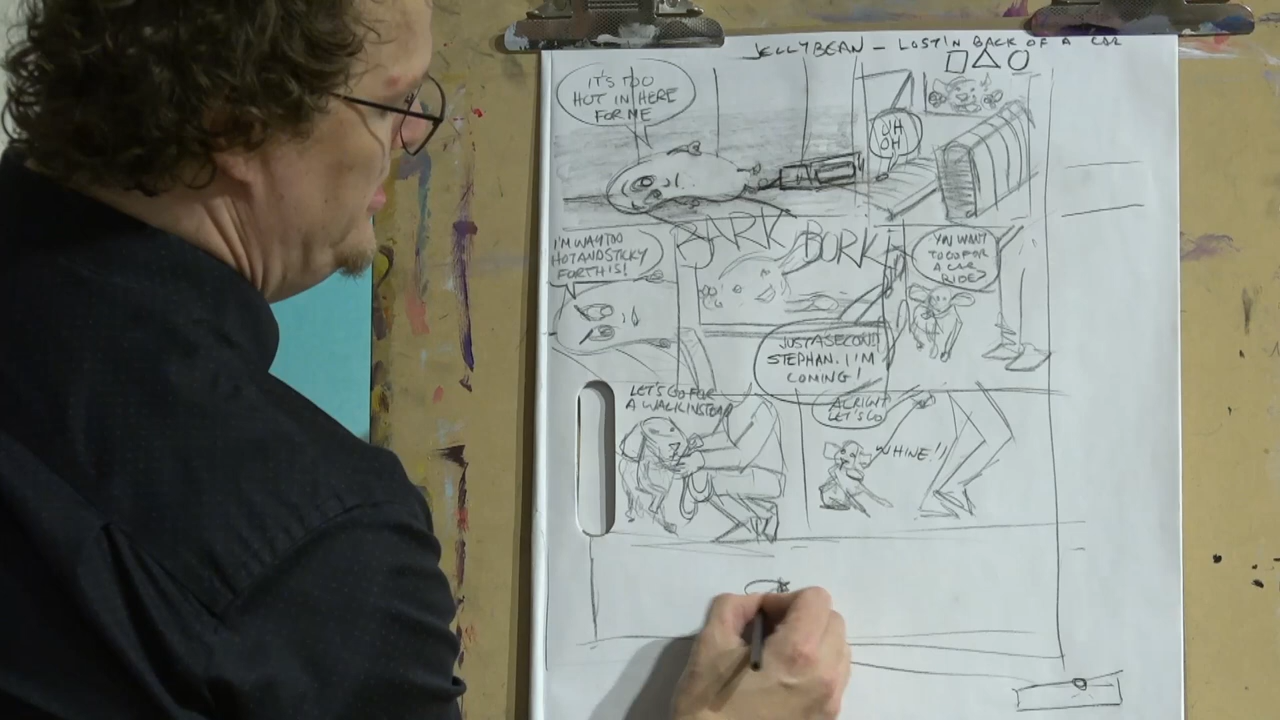 JELLYBEAN - LOST IN BACK OF A CAR
IT'S TOO
HOT IN HERE
FOR ME
UH
OH
I'M WAY TOO
HOT AND STICKY
FOR THIS!
BARK
BORK
YOU WANT
TO GO FOR
A CAR
RIDE?
JUST A SECOND
STEPHAN. I'M
COMING!
LET'S GO FOR
A WALK INSTEAD
ALRIGHT
LET'S GO
WHINE!!